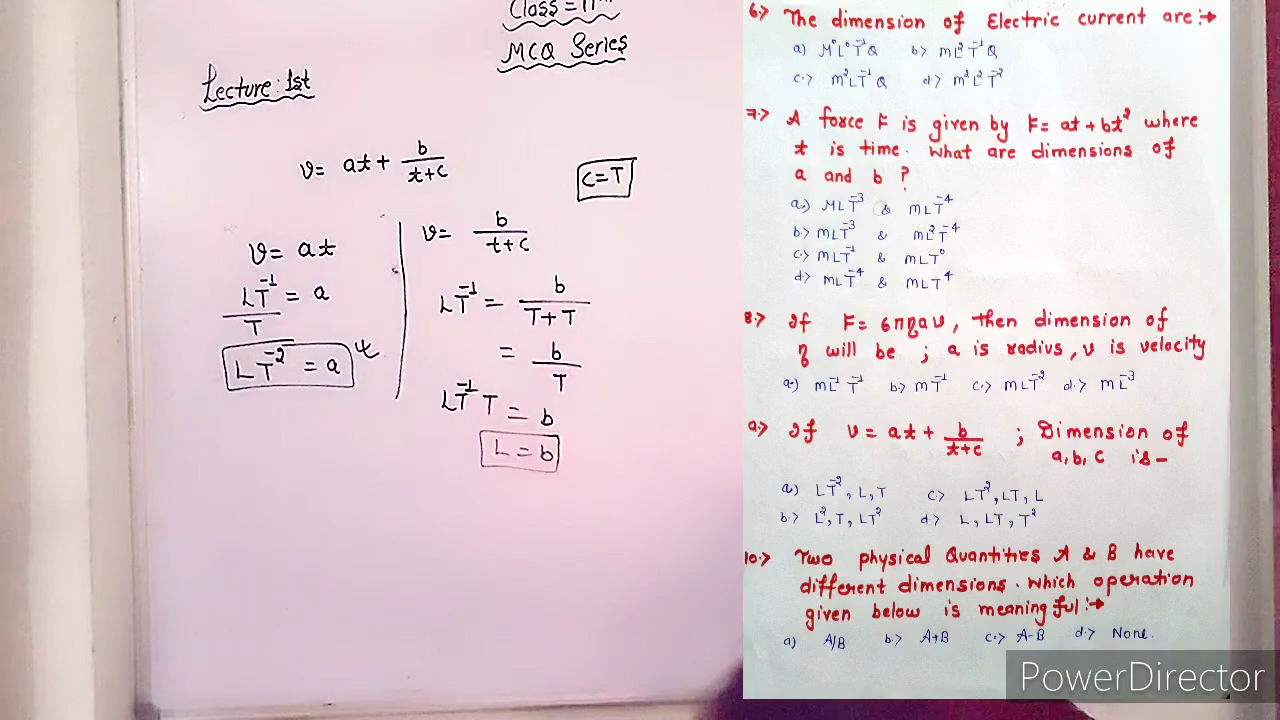 Class = 11th
MCQ Series
Lecture: 1st
v = at + b/t+c
C = T
v = at
LT⁻¹/T = a
LT⁻² = a
v = b/t+c
LT⁻¹ = b/T+T
= b/T
LT⁻¹ T = b
L = b
6.> The dimension of Electric current are :→
a) M⁰L⁰T⁻¹Q b> mL²T⁻¹Q
c.> m²LT⁻¹Q d.> m²L²T⁻²
7.> A force F is given by F = at + bt² where
t is time. What are dimensions of
a and b ?
a.) MLT⁻³ & mLT⁻⁴
b.> mLT⁻³ & mL²T⁻⁴
c.> mLT⁻¹ & mLT⁰
d.> mLT⁻⁴ & mLT⁴
8.> If F = 6πηav, then dimension of
η will be ; a is radius, v is velocity
a.) mL⁻¹T⁻¹ b.> mT⁻¹ c.> mLT⁻² d.> mL⁻³
9.> If v = at + b/t+c ; Dimension of
a, b, c is -
a) LT⁻², L, T c.> LT², LT, L
b.> L², T, LT² d.> L, LT, T²
10.> Two physical Quantities A & B have
different dimensions. Which operation
given below is meaningful :→
a) A/B b.> A+B c.> A-B d.> None.
PowerDirector